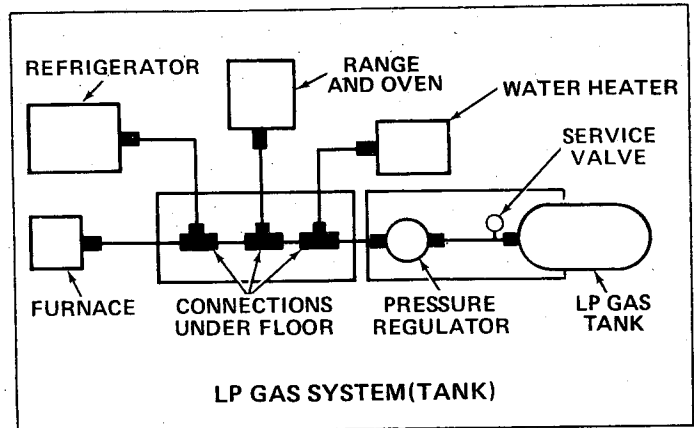 REFRIGERATOR
RANGE
AND OVEN
WATER HEATER
SERVICE
VALVE
FURNACE
CONNECTIONS
UNDER FLOOR
PRESSURE
REGULATOR
LP GAS
TANK
LP GAS SYSTEM(TANK)